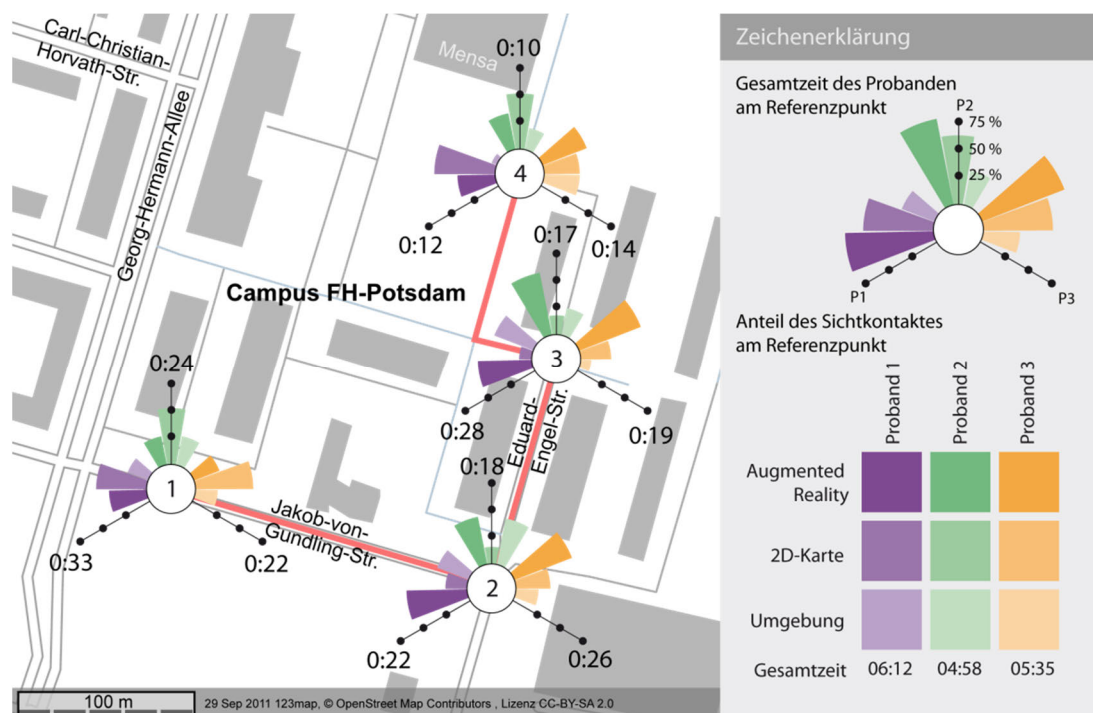 Carl-Christian-
Horvath-Str.
Georg-Hermann-Allee
Mensa
0:10
4
0:12
0:14
Campus FH-Potsdam
0:17
3
0:28
0:19
Eduard-
Engel-Str.
0:24
1
0:33
0:22
Jakob-von-
Gundling-Str.
0:18
2
0:22
0:26
100 m
29 Sep 2011 123map, © OpenStreet Map Contributors , Lizenz CC-BY-SA 2.0
Zeichenerklärung
Gesamtzeit des Probanden
am Referenzpunkt
P2
75 %
50 %
25 %
P1
P3
Anteil des Sichtkontaktes
am Referenzpunkt
Proband 1
Proband 2
Proband 3
Augmented
Reality
2D-Karte
Umgebung
Gesamtzeit 06:12 04:58 05:35